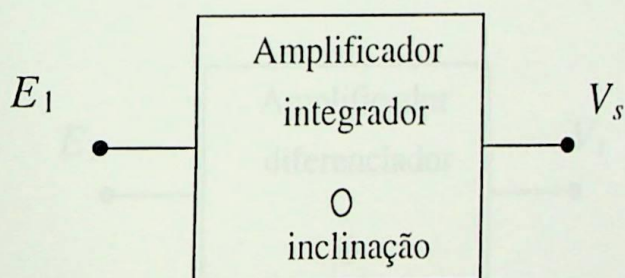 Amplificador
E1
integrador
Vs
inclinação